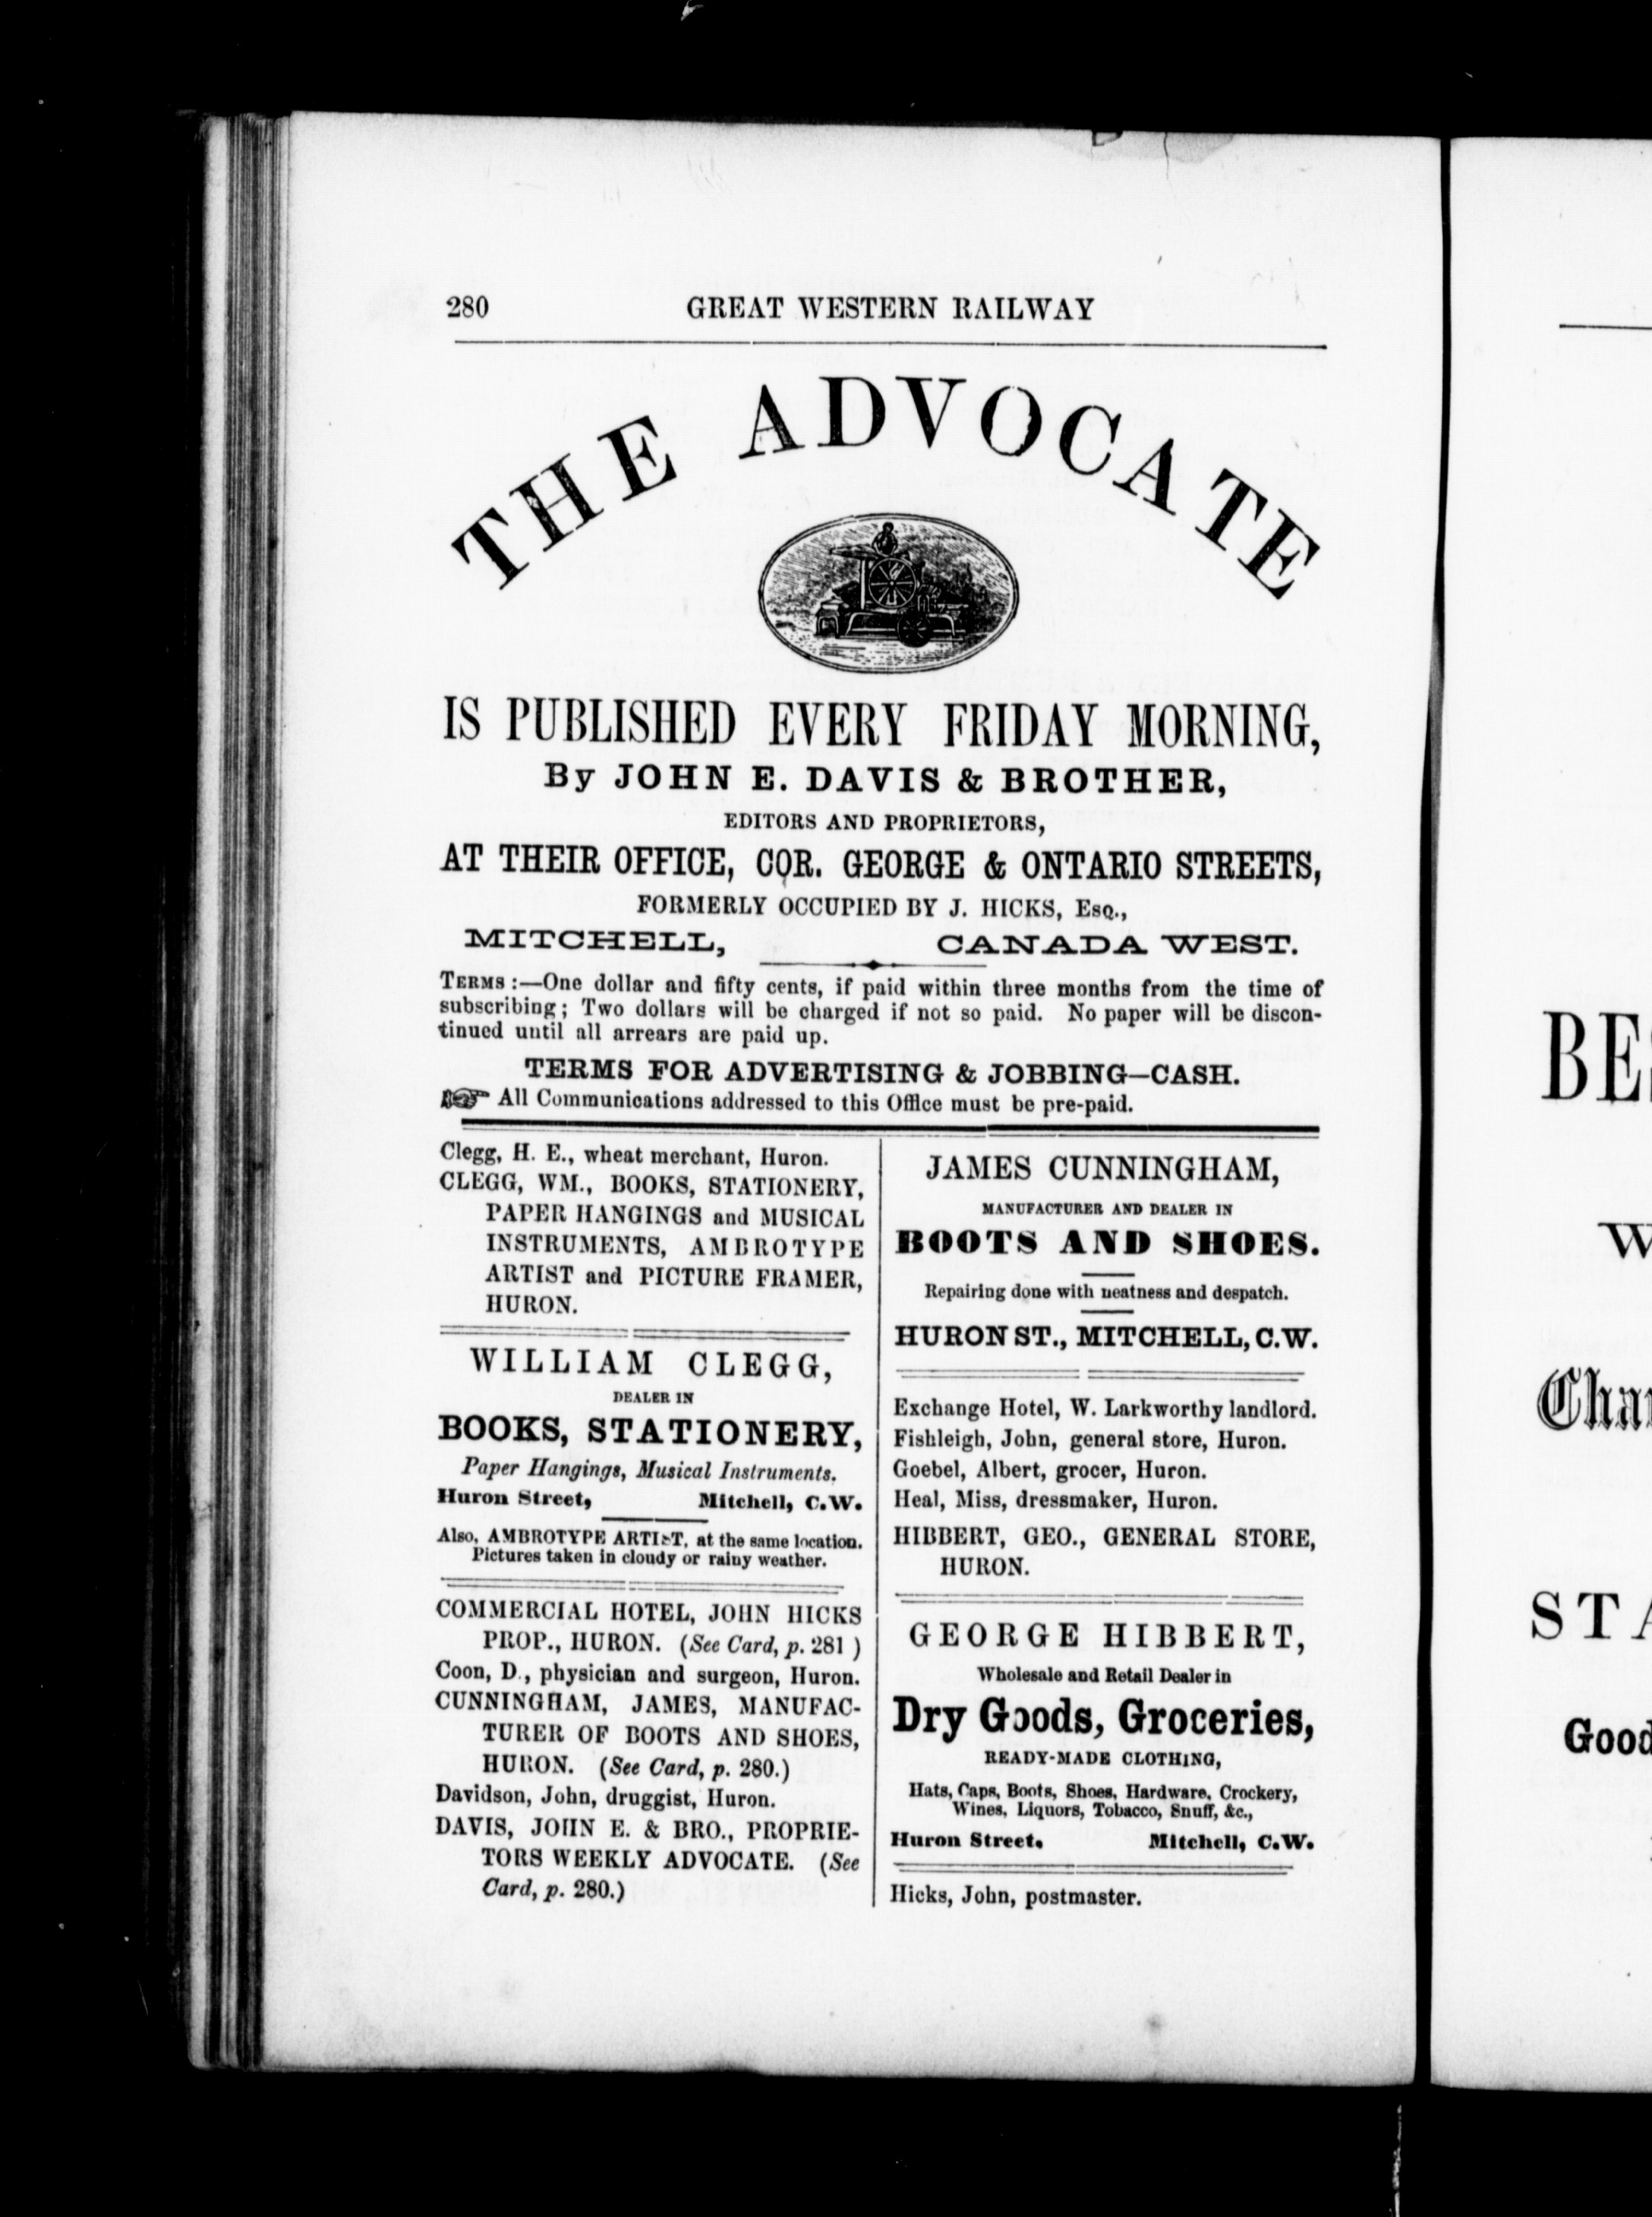 280 GREAT WESTERN RAILWAY
THE ADVOCATE
IS PUBLISHED EVERY FRIDAY MORNING,
By JOHN E. DAVIS & BROTHER,
EDITORS AND PROPRIETORS,
AT THEIR OFFICE, COR. GEORGE & ONTARIO STREETS,
FORMERLY OCCUPIED BY J. HICKS, Esq.,
MITCHELL, CANADA WEST.
TERMS:—One dollar and fifty cents, if paid within three months from the time of
subscribing; Two dollars will be charged if not so paid. No paper will be discon-
tinued until all arrears are paid up.
TERMS FOR ADVERTISING & JOBBING—CASH.
☞ All Communications addressed to this Office must be pre-paid.
Clegg, H. E., wheat merchant, Huron.
CLEGG, WM., BOOKS, STATIONERY,
PAPER HANGINGS and MUSICAL
INSTRUMENTS, AMBROTYPE
ARTIST and PICTURE FRAMER,
HURON.
WILLIAM CLEGG,
DEALER IN
BOOKS, STATIONERY,
Paper Hangings, Musical Instruments.
Huron Street, Mitchell, C.W.
Also, AMBROTYPE ARTIST, at the same location.
Pictures taken in cloudy or rainy weather.
COMMERCIAL HOTEL, JOHN HICKS
PROP., HURON. (See Card, p. 281 )
Coon, D., physician and surgeon, Huron.
CUNNINGHAM, JAMES, MANUFAC-
TURER OF BOOTS AND SHOES,
HURON. (See Card, p. 280.)
Davidson, John, druggist, Huron.
DAVIS, JOHN E. & BRO., PROPRIE-
TORS WEEKLY ADVOCATE. (See
Card, p. 280.)
JAMES CUNNINGHAM,
MANUFACTURER AND DEALER IN
BOOTS AND SHOES.
Repairing done with neatness and despatch.
HURON ST., MITCHELL, C.W.
Exchange Hotel, W. Larkworthy landlord.
Fishleigh, John, general store, Huron.
Goebel, Albert, grocer, Huron.
Heal, Miss, dressmaker, Huron.
HIBBERT, GEO., GENERAL STORE,
HURON.
GEORGE HIBBERT,
Wholesale and Retail Dealer in
Dry Goods, Groceries,
READY-MADE CLOTHING,
Hats, Caps, Boots, Shoes, Hardware, Crockery,
Wines, Liquors, Tobacco, Snuff, &c.,
Huron Street, Mitchell, C.W.
Hicks, John, postmaster.